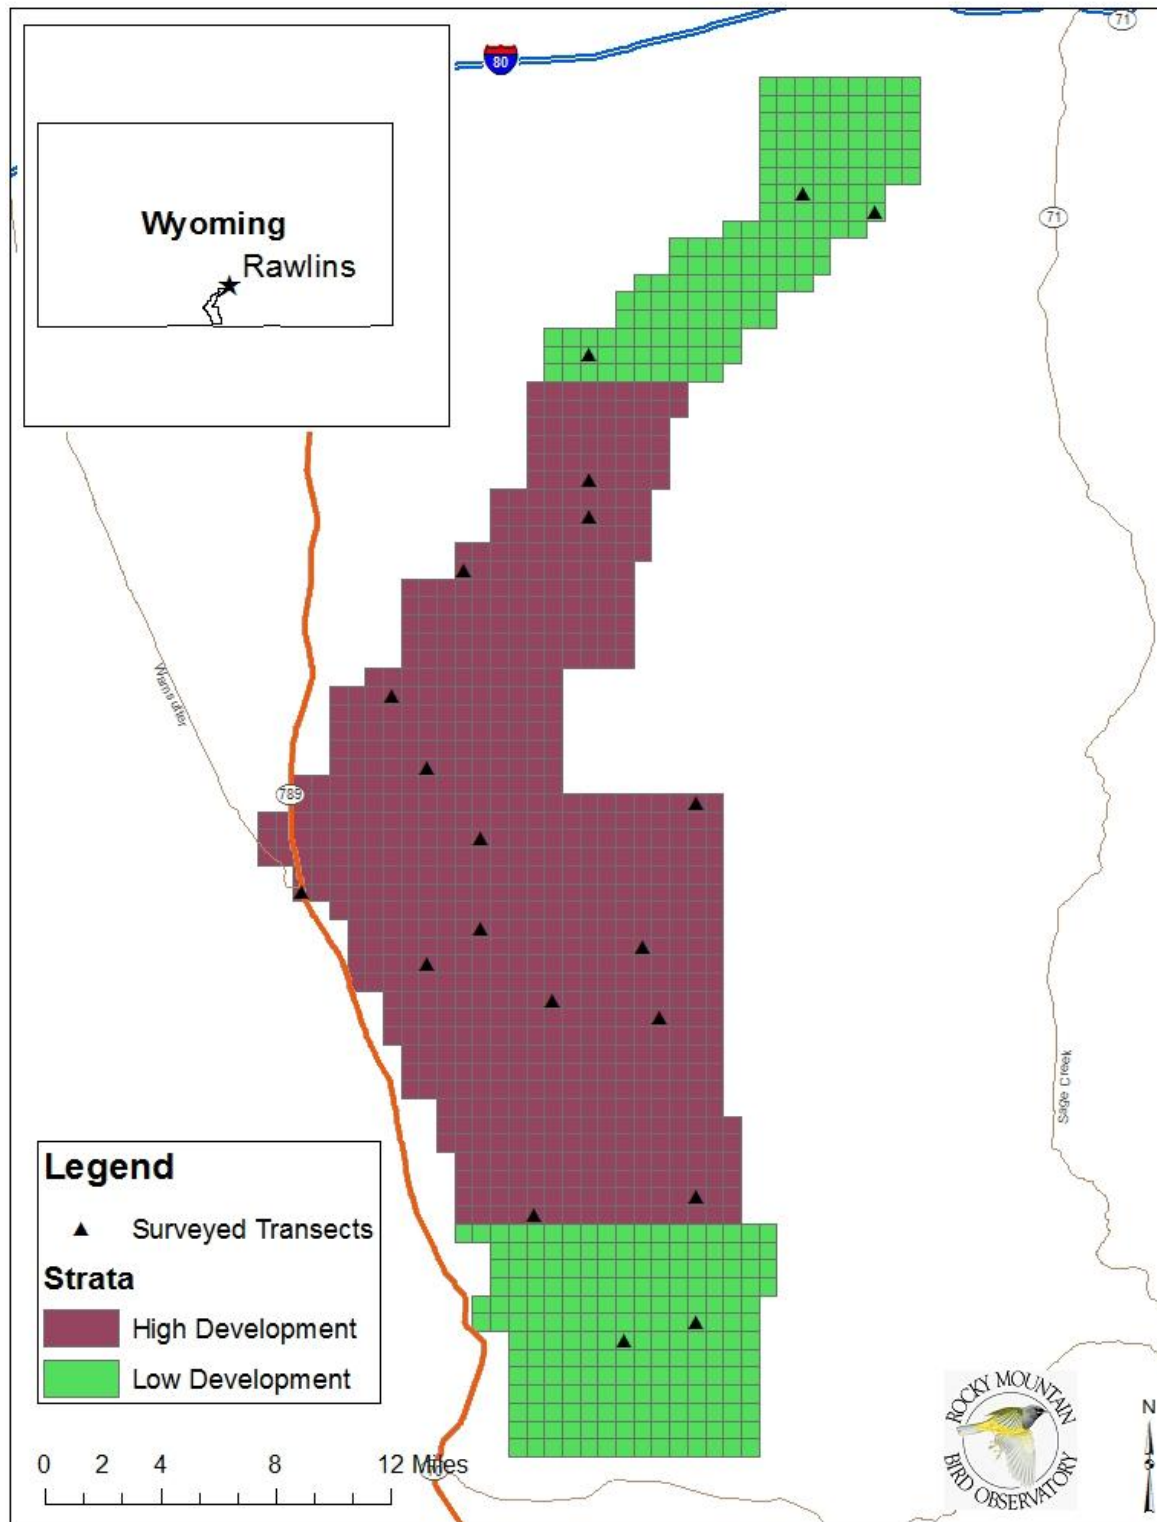 71
80
Wyoming
Rawlins
71
Wamsutter
789
Sage Creek
Legend
Surveyed Transects
Strata
High Development
Low Development
0 2 4 8 12 Miles
ROCKY MOUNTAIN
BIRD OBSERVATORY
N